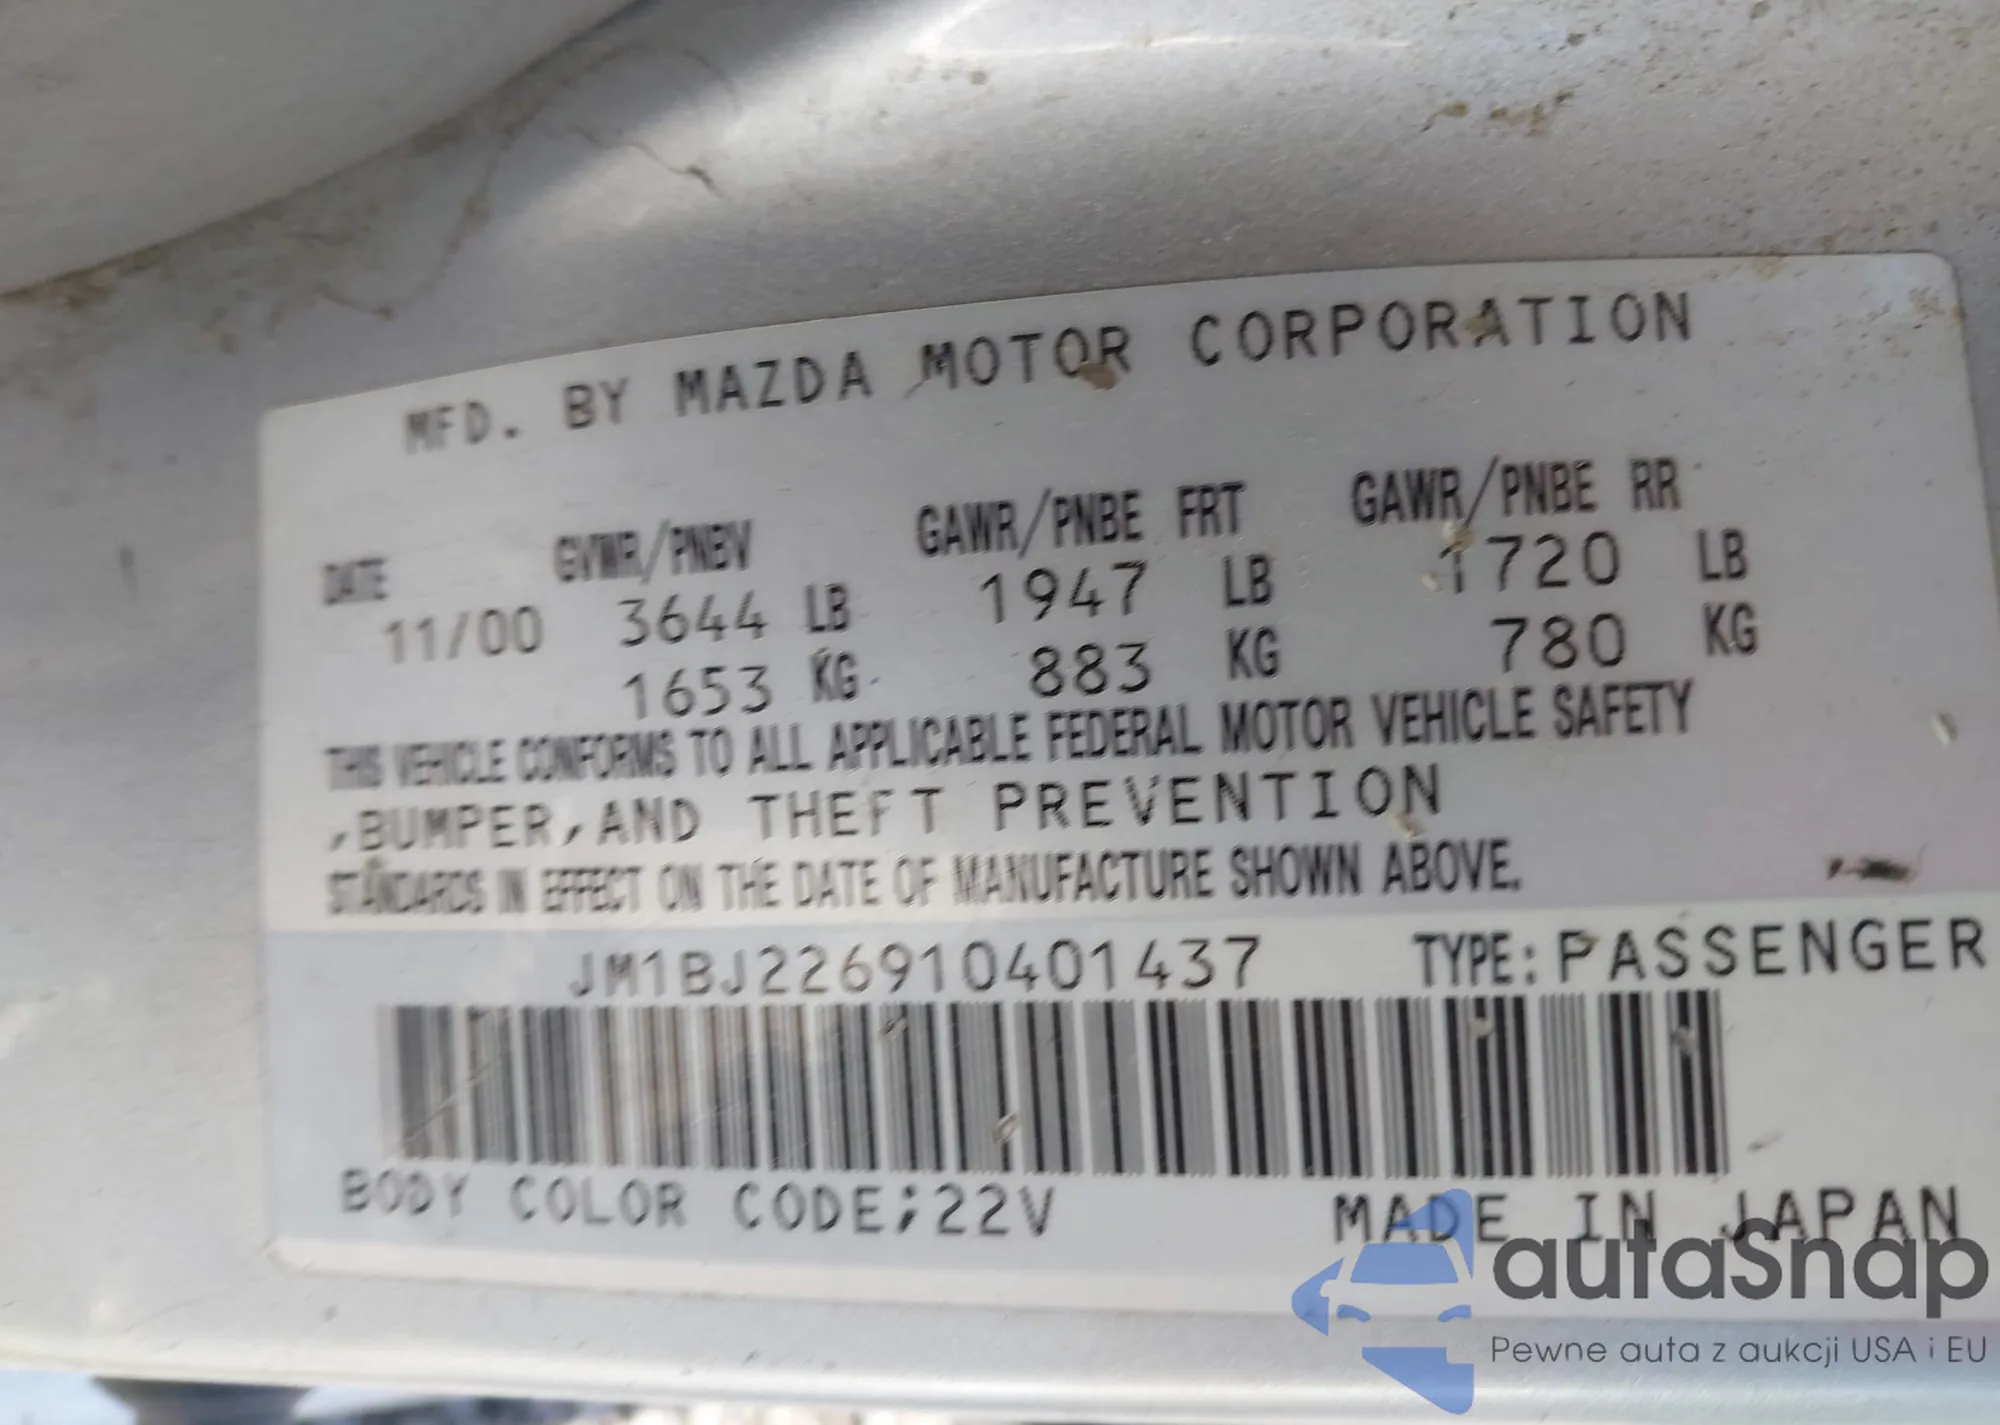 MFD. BY MAZDA MOTOR CORPORATION
DATE GVWR/PNBV GAWR/PNBE FRT GAWR/PNBE RR
11/00 3644 LB 1947 LB 1720 LB
1653 KG 883 KG 780 KG
THIS VEHICLE CONFORMS TO ALL APPLICABLE FEDERAL MOTOR VEHICLE SAFETY
,BUMPER,AND THEFT PREVENTION
STANDARDS IN EFFECT ON THE DATE OF MANUFACTURE SHOWN ABOVE.
JM1BJ226910401437 TYPE:PASSENGER
BODY COLOR CODE;22V MADE IN JAPAN
autaSnap
Pewne auta z aukcji USA i EU